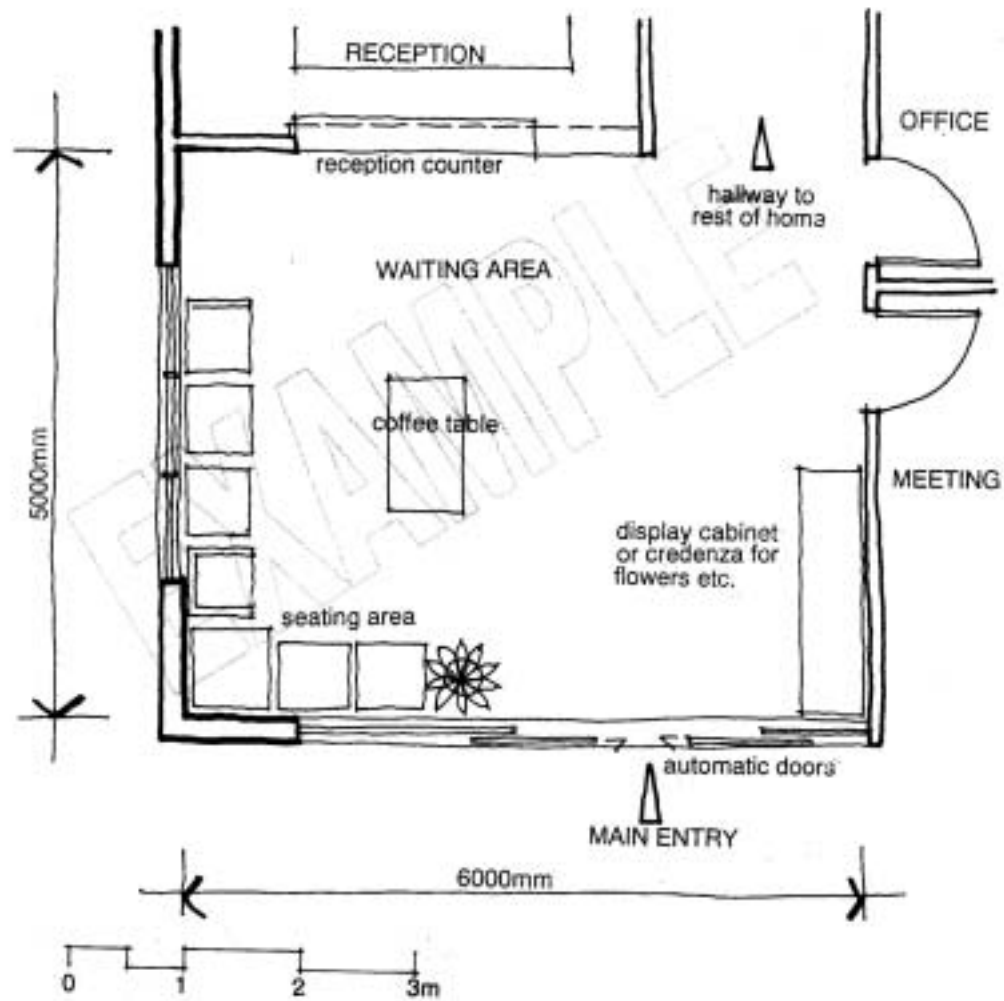 RECEPTION
reception counter
OFFICE
hallway to
rest of homa
WAITING AREA
EXAMPLE
coffee table
5000mm
MEETING
display cabinet
or credenza for
flowers etc.
seating area
automatic doors
MAIN ENTRY
6000mm
0 1 2 3m